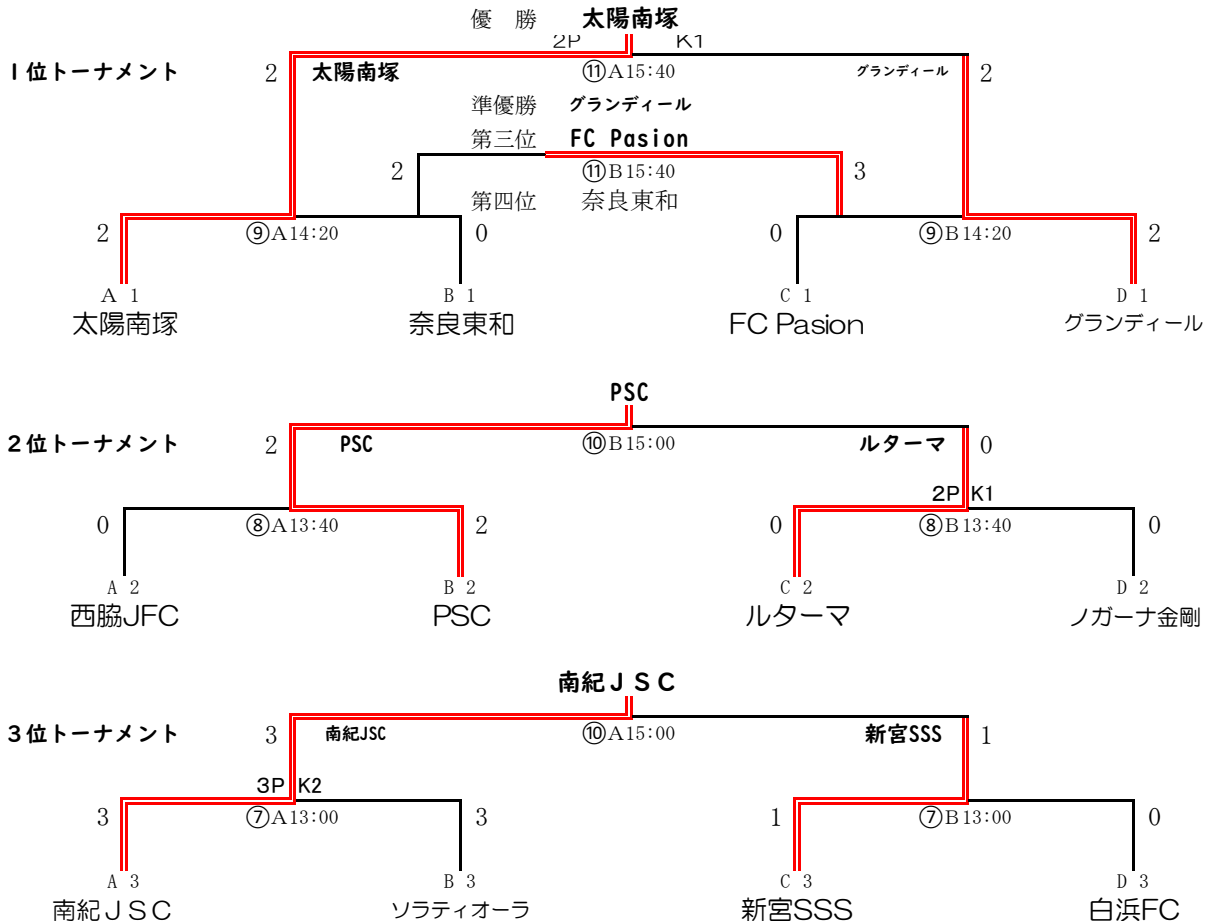 優 勝 太陽南塚
2P K1
1位トーナメント 2 太陽南塚 ⑪A15:40 グランディール 2
準優勝 グランディール
第三位 FC Pasion
2 ⑪B15:40 3
第四位 奈良東和
2 ⑨A14:20 0 0 ⑨B14:20 2
A 1 B 1 C 1 D 1
太陽南塚 奈良東和 FC Pasion グランディール
PSC
2位トーナメント 2 PSC ⑩B15:00 ルターマ 0
2P K1
0 ⑧A13:40 2 0 ⑧B13:40 0
A 2 B 2 C 2 D 2
西脇JFC PSC ルターマ ノガーナ金剛
南紀JSC
3位トーナメント 3 南紀JSC ⑩A15:00 新宮SSS 1
3P K2
3 ⑦A13:00 3 1 ⑦B13:00 0
A 3 B 3 C 3 D 3
南紀JSC ソラティオーラ 新宮SSS 白浜FC